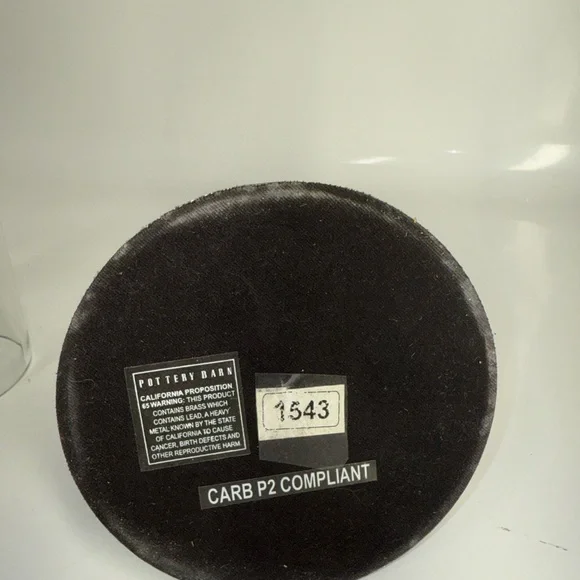 POTTERY BARN
CALIFORNIA PROPOSITION
65 WARNING: THIS PRODUCT
CONTAINS BRASS WHICH
CONTAINS LEAD, A HEAVY
METAL KNOWN BY THE STATE
OF CALIFORNIA TO CAUSE
CANCER, BIRTH DEFECTS AND
OTHER REPRODUCTIVE HARM.
1543
CARB P2 COMPLIANT